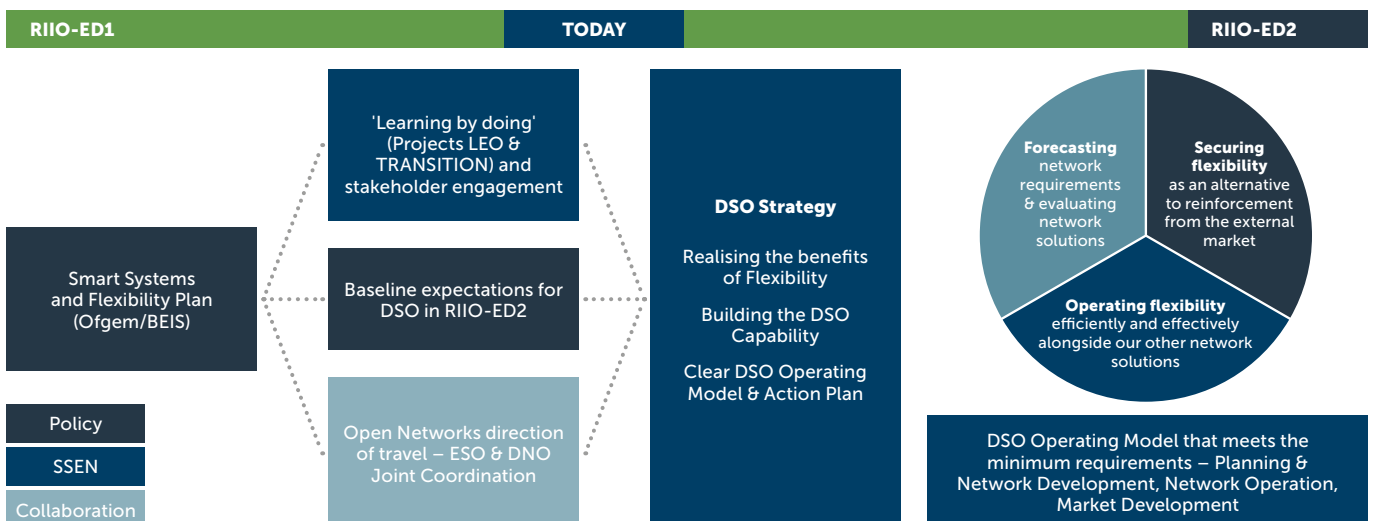 RIIO-ED1
TODAY
RIIO-ED2
Smart Systems
and Flexibility Plan
(Ofgem/BEIS)
Policy
SSEN
Collaboration
'Learning by doing'
(Projects LEO &
TRANSITION) and
stakeholder engagement
Baseline expectations for
DSO in RIIO-ED2
Open Networks direction
of travel – ESO & DNO
Joint Coordination
DSO Strategy
Realising the benefits
of Flexibility
Building the DSO
Capability
Clear DSO Operating
Model & Action Plan
Forecasting
network
requirements
& evaluating
network
solutions
Securing
flexibility
as an alternative
to reinforcement
from the external
market
Operating flexibility
efficiently and effectively
alongside our other network
solutions
DSO Operating Model that meets the
minimum requirements – Planning &
Network Development, Network Operation,
Market Development